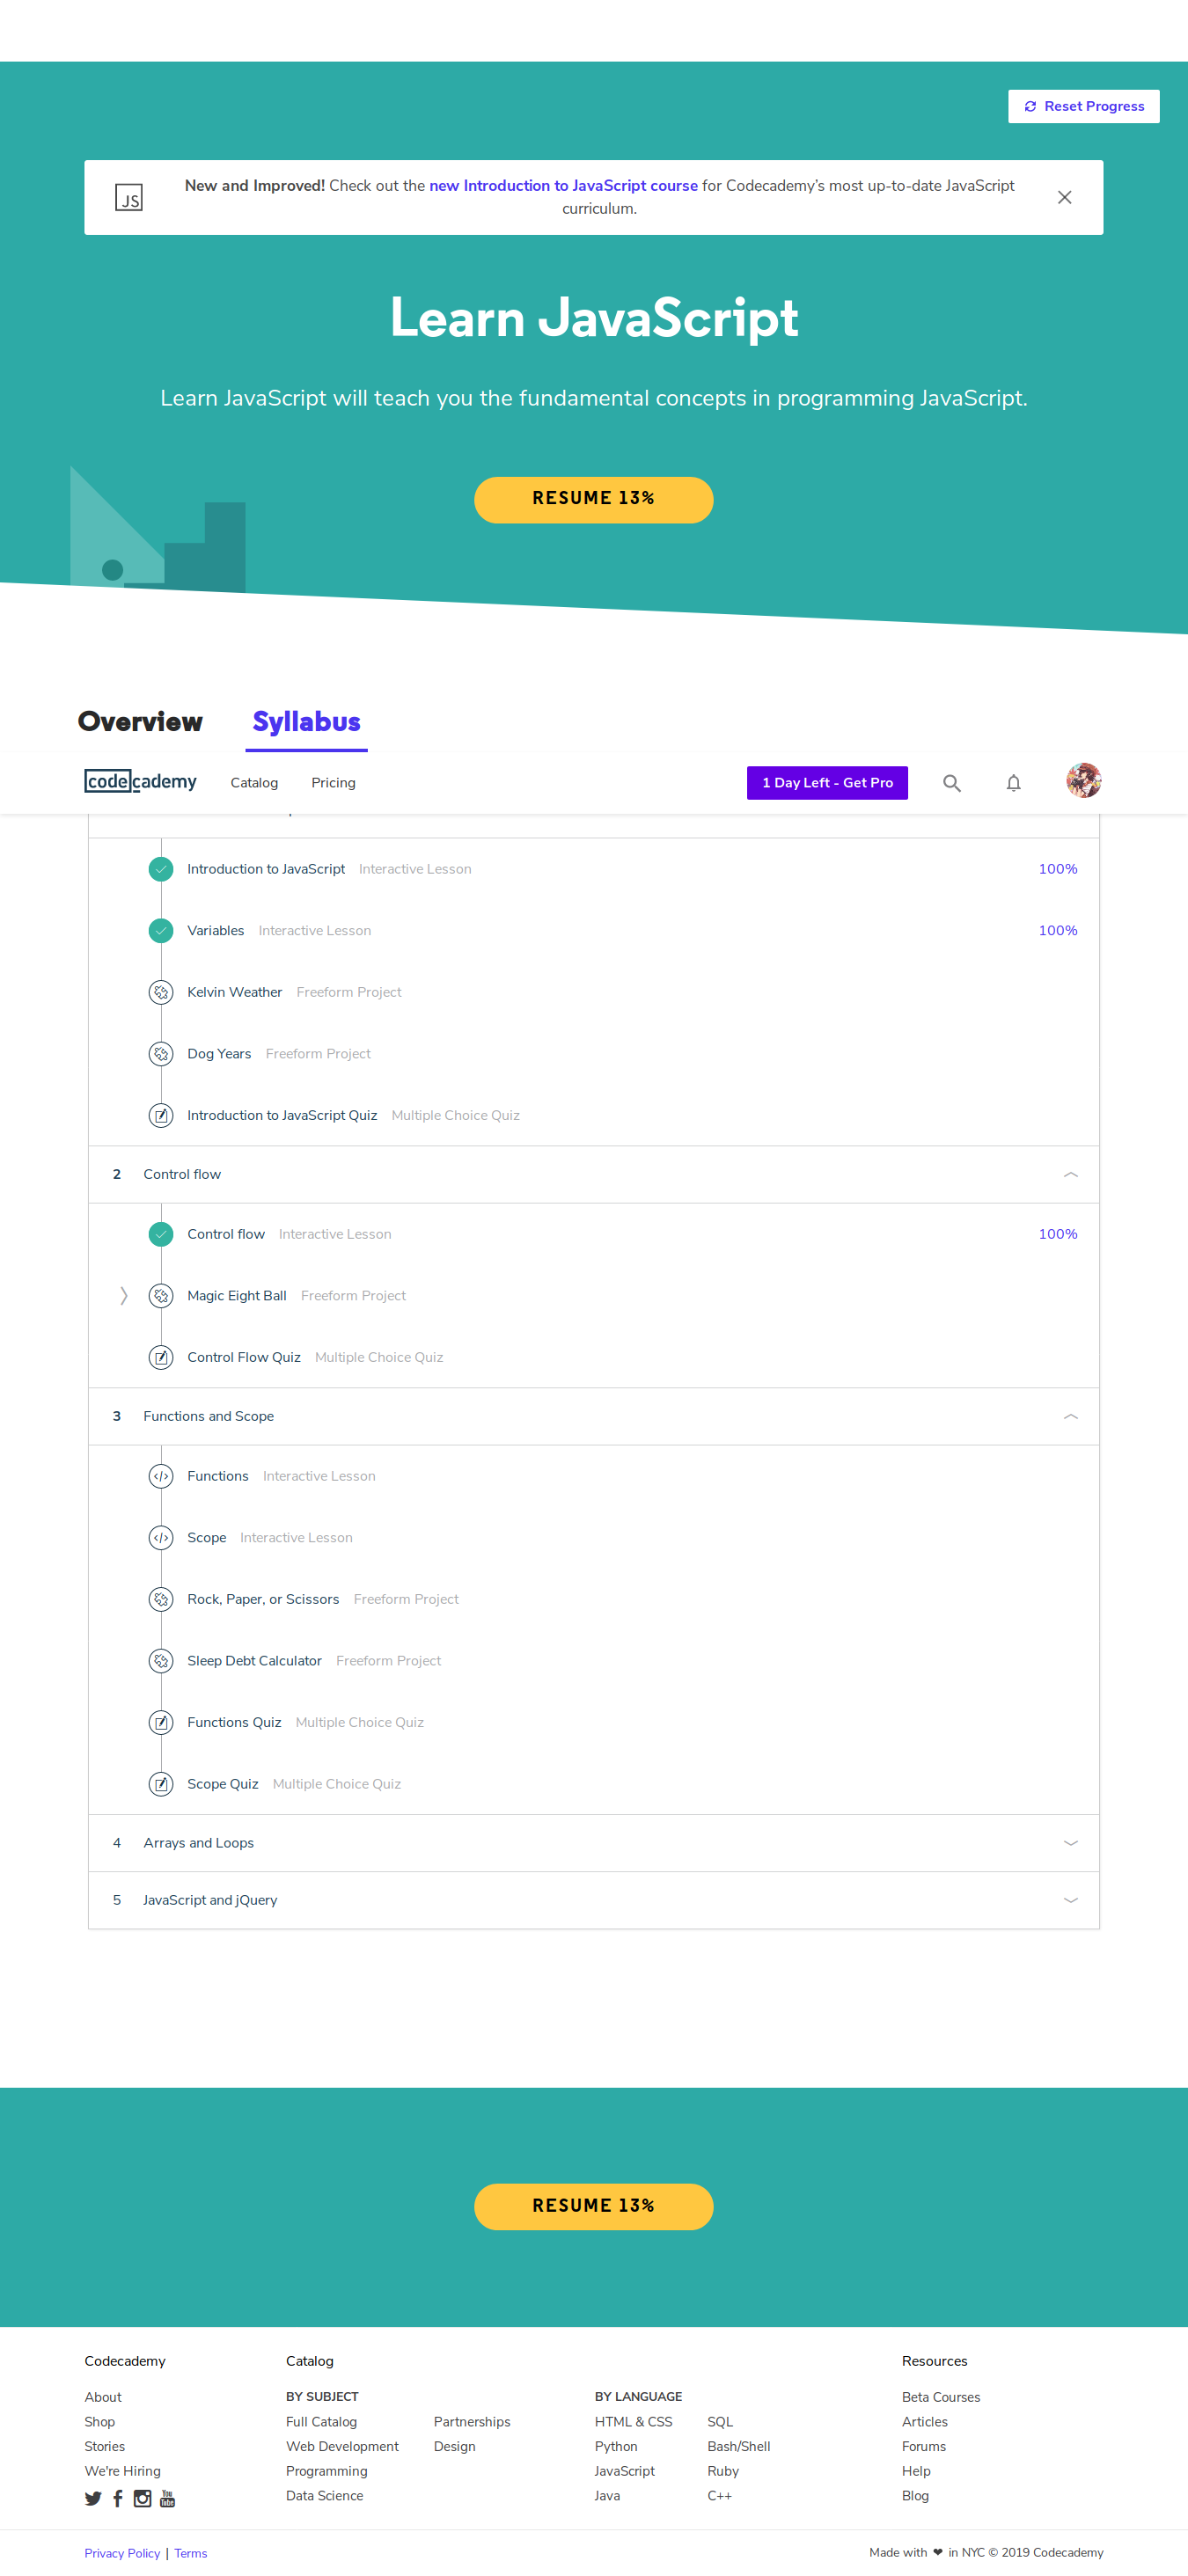 Reset Progress
JS
New and Improved! Check out the new Introduction to JavaScript course for Codecademy's most up-to-date JavaScript
curriculum.
Learn JavaScript
Learn JavaScript will teach you the fundamental concepts in programming JavaScript.
RESUME 13%
Overview Syllabus
codecademy Catalog Pricing 1 Day Left - Get Pro
Introduction to JavaScript Interactive Lesson 100%
Variables Interactive Lesson 100%
Kelvin Weather Freeform Project
Dog Years Freeform Project
Introduction to JavaScript Quiz Multiple Choice Quiz
2 Control flow
Control flow Interactive Lesson 100%
Magic Eight Ball Freeform Project
Control Flow Quiz Multiple Choice Quiz
3 Functions and Scope
Functions Interactive Lesson
Scope Interactive Lesson
Rock, Paper, or Scissors Freeform Project
Sleep Debt Calculator Freeform Project
Functions Quiz Multiple Choice Quiz
Scope Quiz Multiple Choice Quiz
4 Arrays and Loops
5 JavaScript and jQuery
RESUME 13%
Codecademy Catalog Resources
About BY SUBJECT BY LANGUAGE Beta Courses
Shop Full Catalog Partnerships HTML & CSS SQL Articles
Stories Web Development Design Python Bash/Shell Forums
We're Hiring Programming JavaScript Ruby Help
You Tube Data Science Java C++ Blog
Privacy Policy | Terms Made with ❤ in NYC © 2019 Codecademy